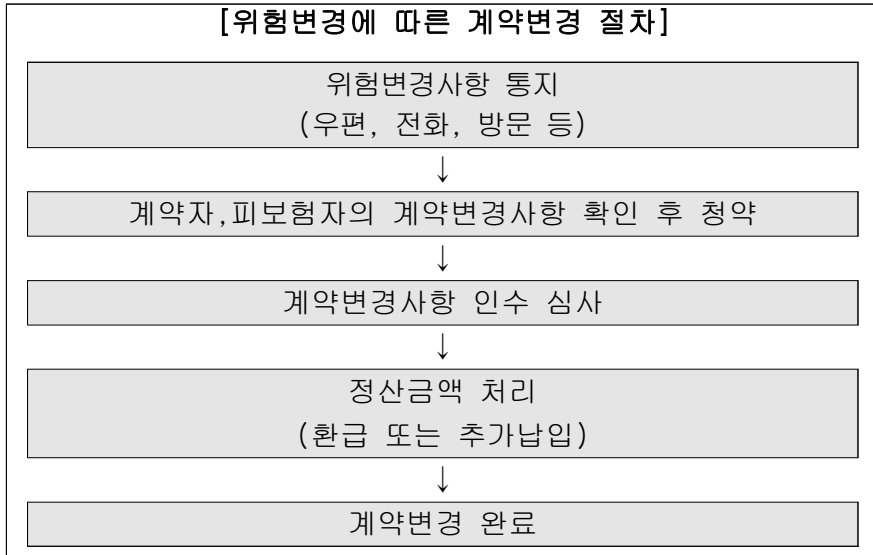 [위험변경에 따른 계약변경 절차]
위험변경사항 통지
(우편, 전화, 방문 등)
↓
계약자,피보험자의 계약변경사항 확인 후 청약
↓
계약변경사항 인수 심사
↓
정산금액 처리
(환급 또는 추가납입)
↓
계약변경 완료